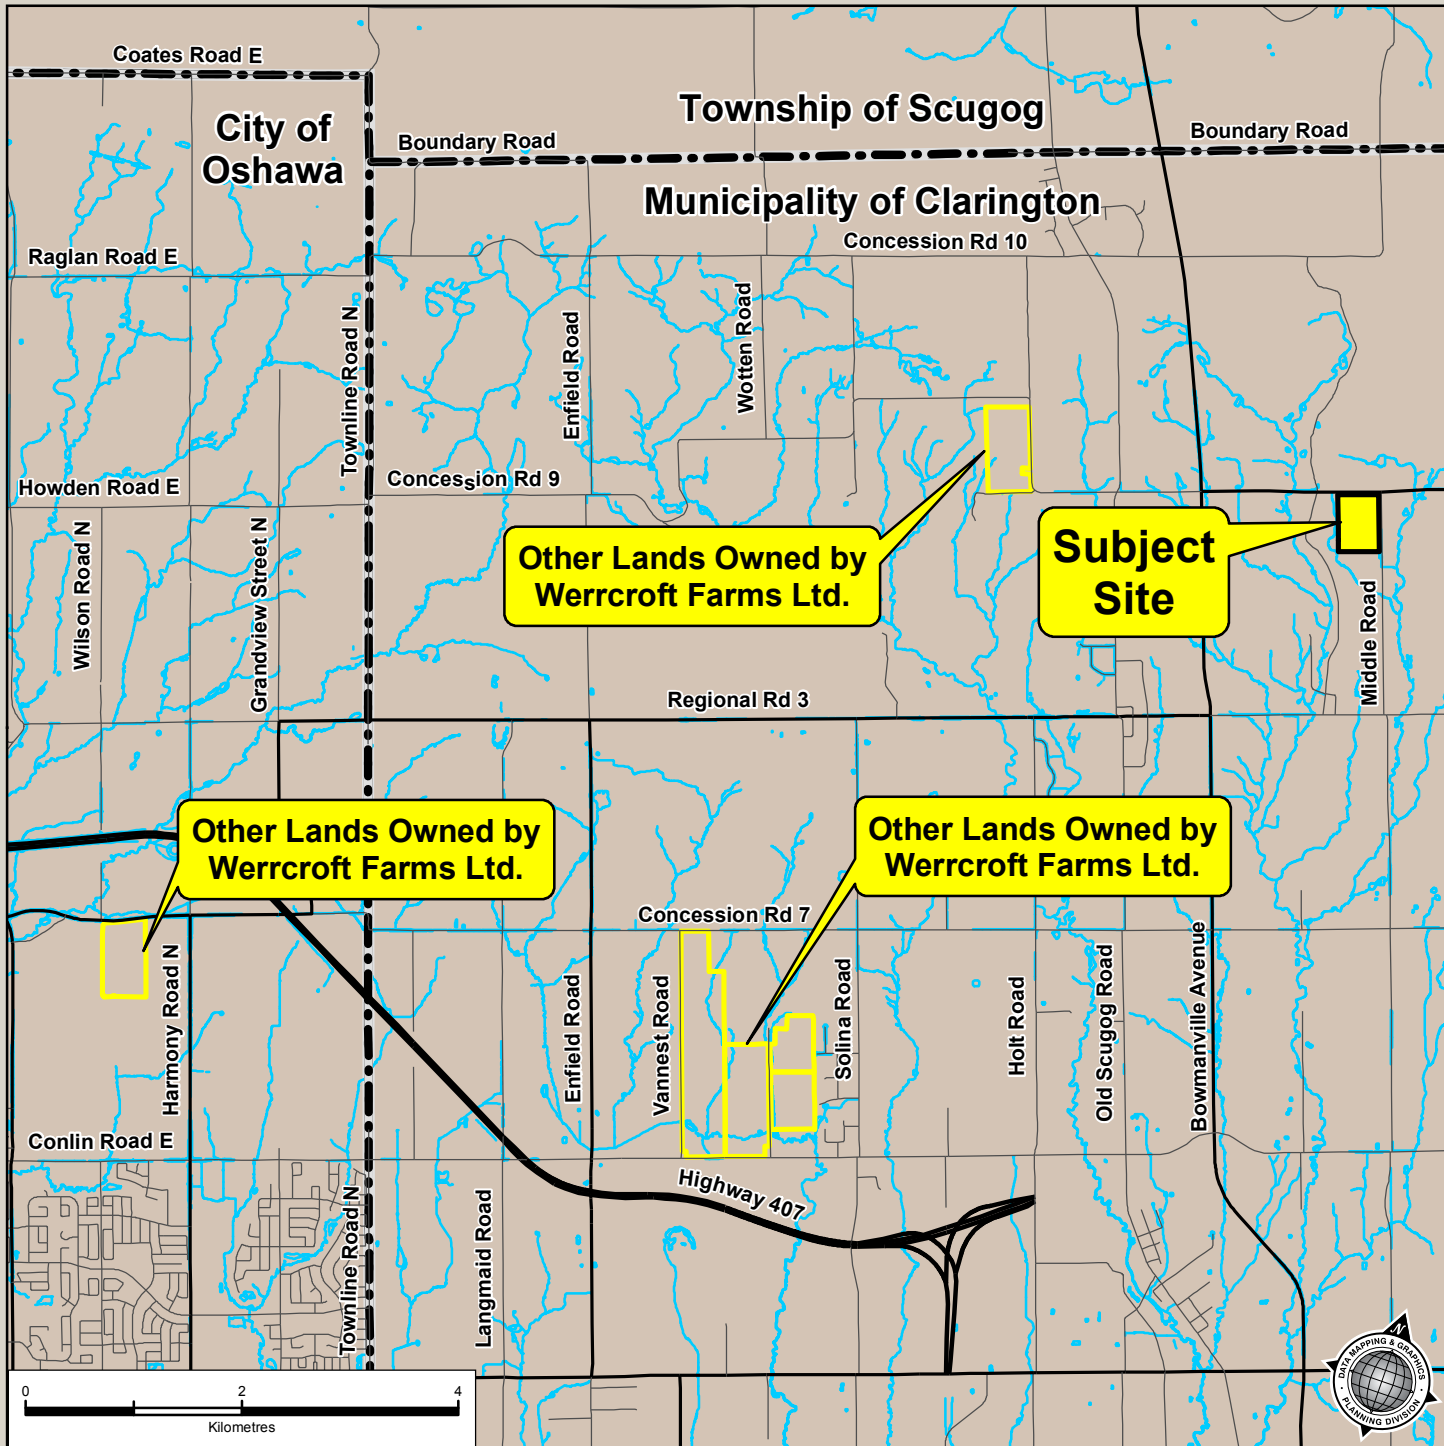 Coates Road E
City of
Oshawa
Township of Scugog
Boundary Road
Boundary Road
Municipality of Clarington
Concession Rd 10
Raglan Road E
Townline Road N
Enfield Road
Wotten Road
Howden Road E
Concession Rd 9
Wilson Road N
Grandview Street N
Other Lands Owned by
Werrcroft Farms Ltd.
Subject
Site
Middle Road
Regional Rd 3
Other Lands Owned by
Werrcroft Farms Ltd.
Other Lands Owned by
Werrcroft Farms Ltd.
Concession Rd 7
Harmony Road N
Enfield Road
Vannest Road
Solina Road
Holt Road
Old Scugog Road
Bowmanville Avenue
Conlin Road E
Highway 407
Townline Road N
Langmaid Road
0 2 4
Kilometres
N
DATA MAPPING & GRAPHICS
PLANNING DIVISION